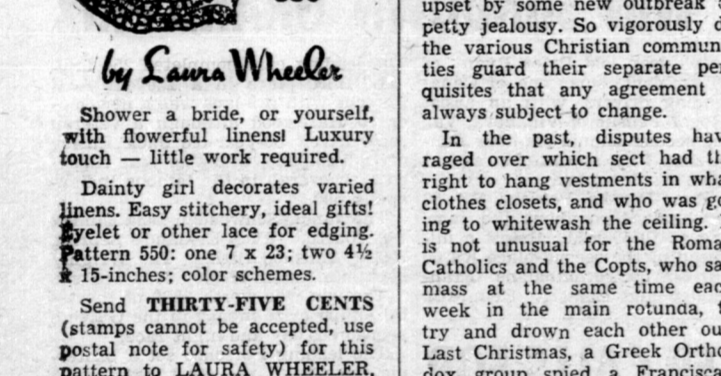 by Laura Wheeler
Shower a bride, or yourself,
with flowerful linens! Luxury
touch — little work required.
Dainty girl decorates varied
linens. Easy stitchery, ideal gifts!
Eyelet or other lace for edging.
Pattern 550: one 7 x 23; two 4½
x 15-inches; color schemes.
Send THIRTY-FIVE CENTS
(stamps cannot be accepted, use
postal note for safety) for this
pattern to LAURA WHEELER,
upset by some new outbreak
petty jealousy. So vigorously
the various Christian commun
ties guard their separate per
quisites that any agreement
always subject to change.
In the past, disputes hav
raged over which sect had th
right to hang vestments in wha
clothes closets, and who was go
ing to whitewash the ceiling.
is not unusual for the Roma
Catholics and the Copts, who sa
mass at the same time eac
week in the main rotunda,
try and drown each other ou
Last Christmas, a Greek Ortho
dox group spied a Francisca